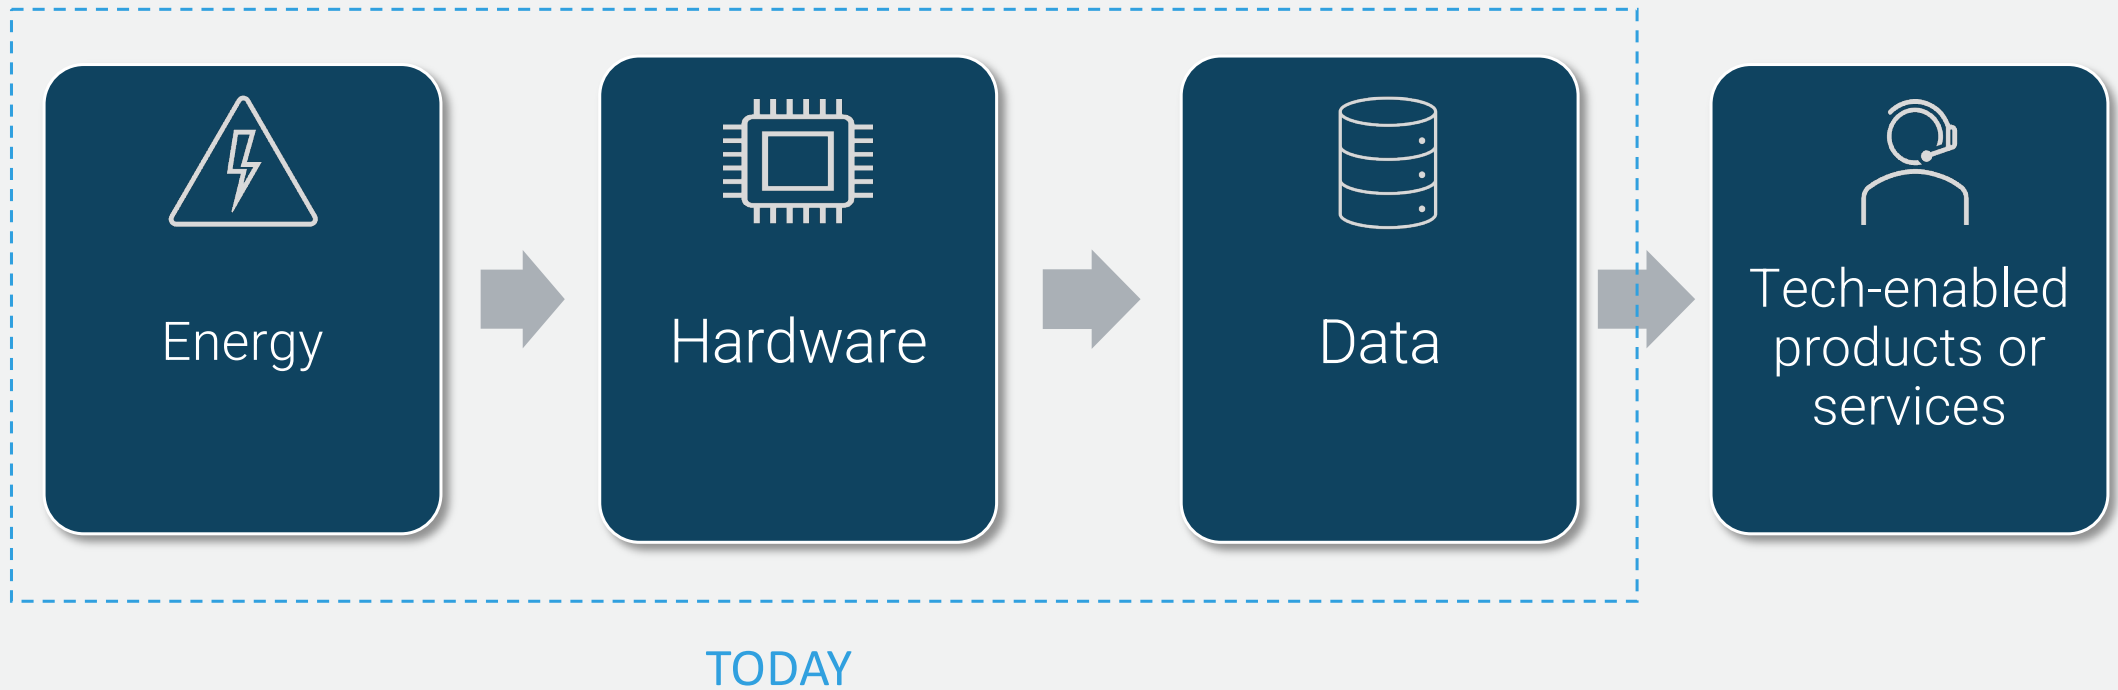 Energy
Hardware
Data
Tech-enabled
products or
services
TODAY